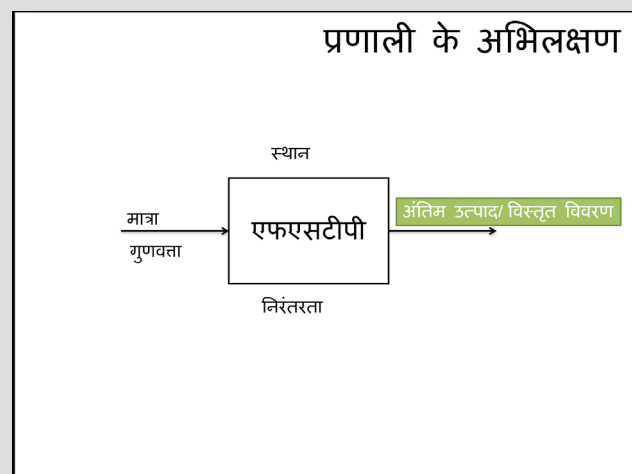 प्रणाली के अभिलक्षण
स्थान
मात्रा
गुणवत्ता
एफएसटीपी
अंतिम उत्पाद/ विस्तृत विवरण
निरंतरता